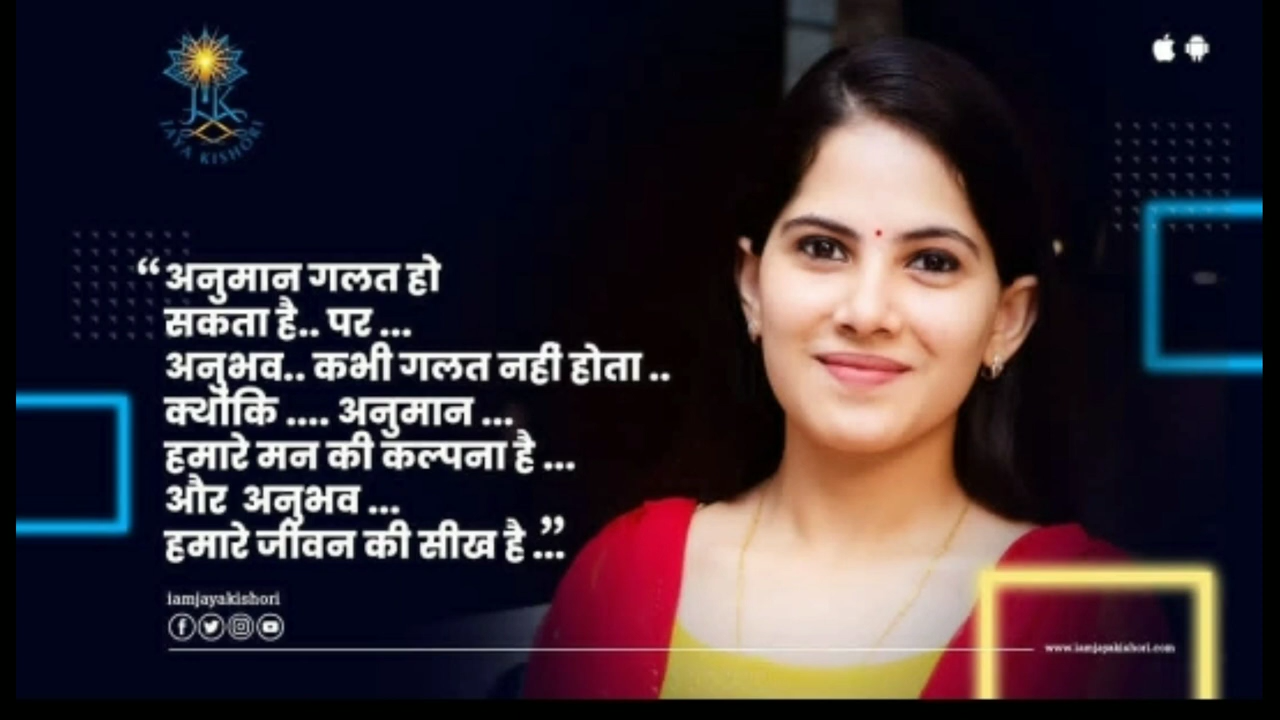 JK
JAYA KISHORI
“अनुमान गलत हो
सकता है.. पर ...
अनुभव.. कभी गलत नहीं होता ..
क्योंकि .... अनुमान ...
हमारे मन की कल्पना है ...
और अनुभव ...
हमारे जीवन की सीख है ...”
iamjayakishori
www.iamjayakishori.com